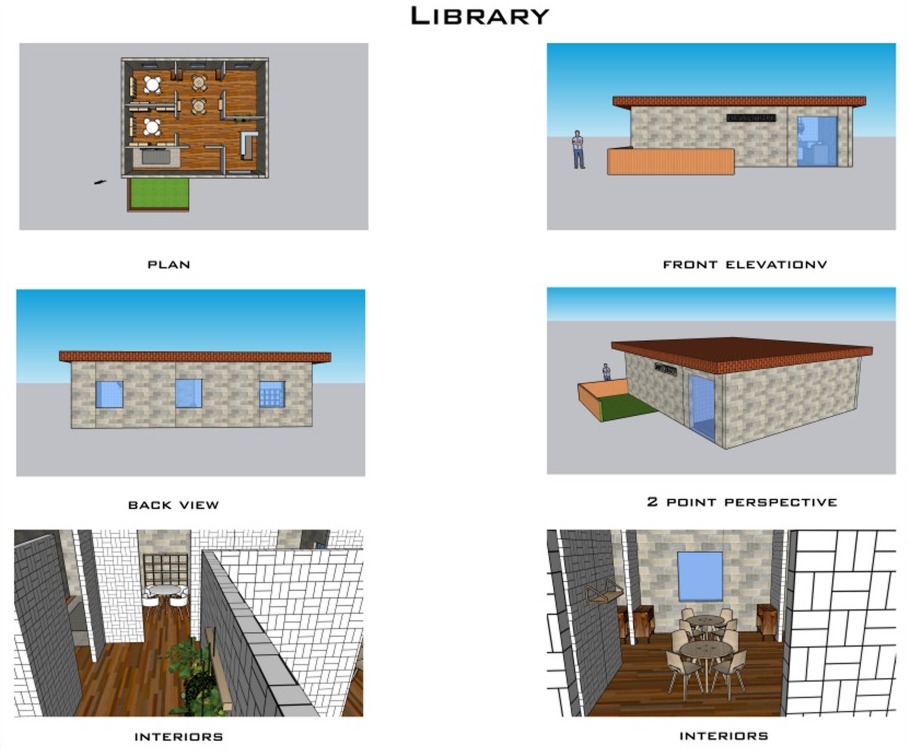 LIBRARY
PLAN
FRONT ELEVATIONV
BACK VIEW
2 POINT PERSPECTIVE
INTERIORS
INTERIORS